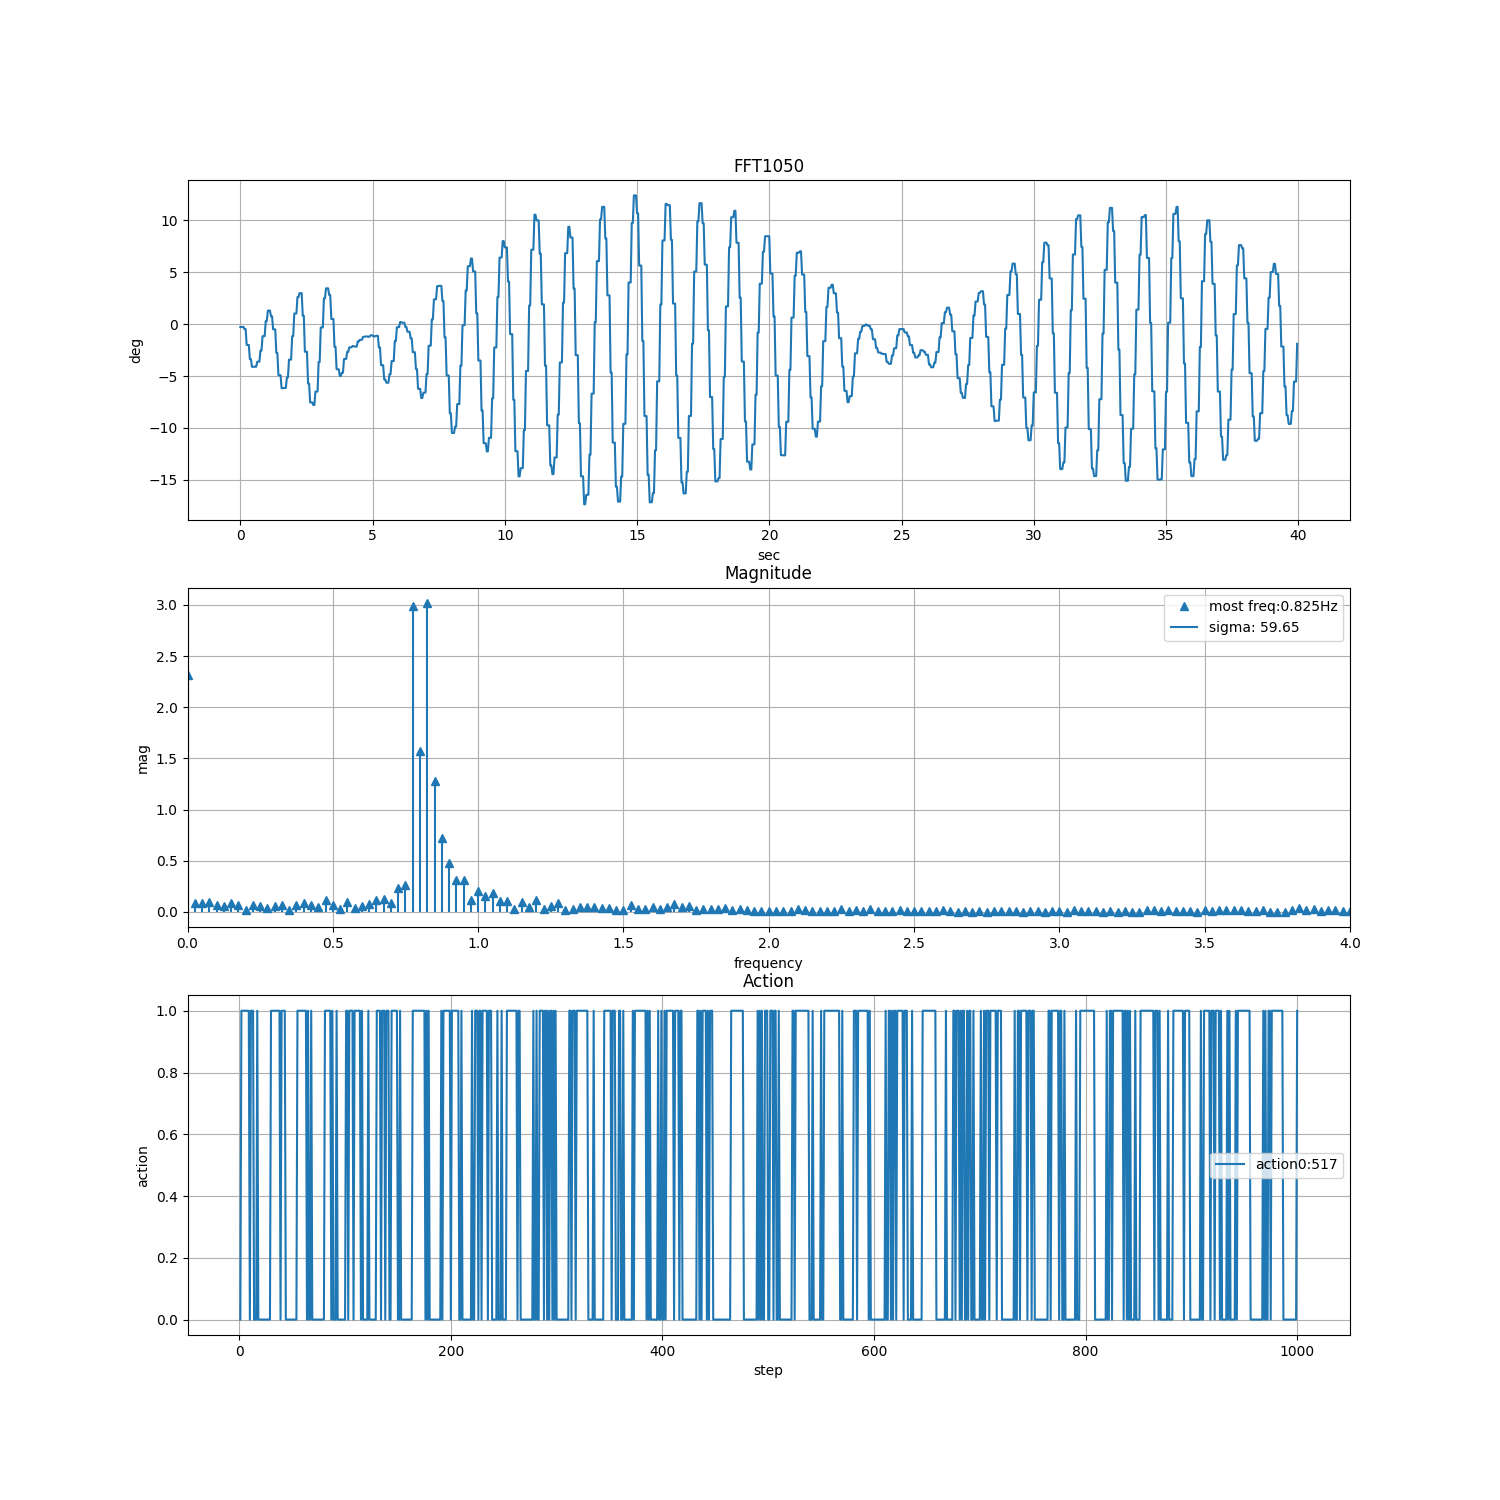 FFT1050
10
5
0
−5
−10
−15
deg
0 5 10 15 20 25 30 35 40
sec
Magnitude
3.0
2.5
2.0
1.5
1.0
0.5
0.0
mag
most freq:0.825Hz
sigma: 59.65
0.0 0.5 1.0 1.5 2.0 2.5 3.0 3.5 4.0
frequency
Action
1.0
0.8
0.6
0.4
0.2
0.0
action
action0:517
0 200 400 600 800 1000
step